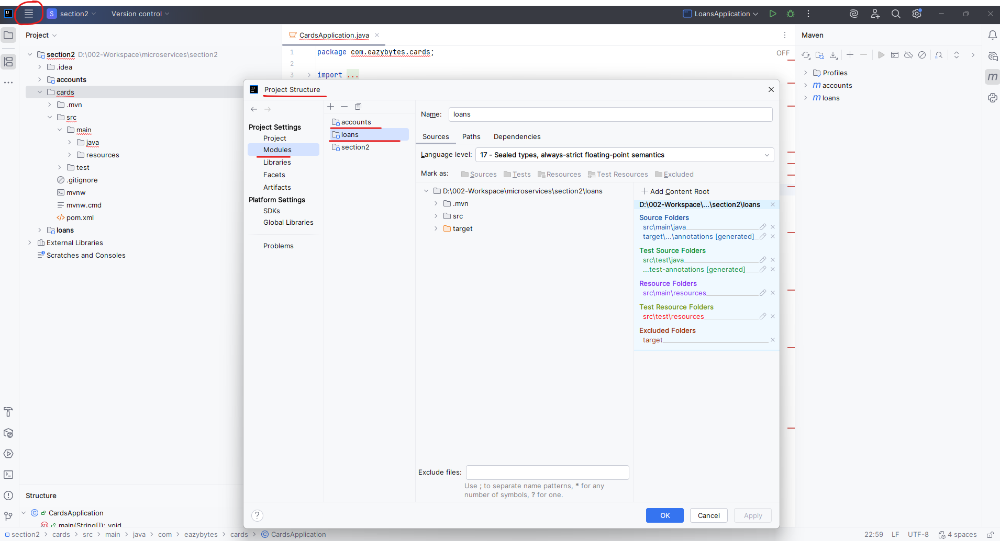 S section2 Version control LoansApplication
Project
section2 D:\002-Workspace\microservices\section2
.idea
accounts
cards
.mvn
src
main
java
resources
test
.gitignore
mvnw
mvnw.cmd
pom.xml
loans
External Libraries
Scratches and Consoles
Structure
CardsApplication
main(String[]): void
CardsApplication.java
1 package com.eazybytes.cards;
2
3 import ...
OFF
Project Structure
Project Settings
Project
Modules
Libraries
Facets
Artifacts
Platform Settings
SDKs
Global Libraries
Problems
accounts
loans
section2
Name: loans
Sources Paths Dependencies
Language level: 17 - Sealed types, always-strict floating-point semantics
Mark as: Sources Tests Resources Test Resources Excluded
D:\002-Workspace\microservices\section2\loans
.mvn
src
target
Add Content Root
D:\002-Workspace\...\section2\loans
Source Folders
src\main\java
target\...\annotations [generated]
Test Source Folders
src\test\java
...test-annotations [generated]
Resource Folders
src\main\resources
Test Resource Folders
src\test\resources
Excluded Folders
target
Exclude files:
Use ; to separate name patterns, * for any
number of symbols, ? for one.
? OK Cancel Apply
Maven
Profiles
m accounts
m loans
m
section2 > cards > src > main > java > com > eazybytes > cards > CardsApplication
22:59 LF UTF-8 4 spaces